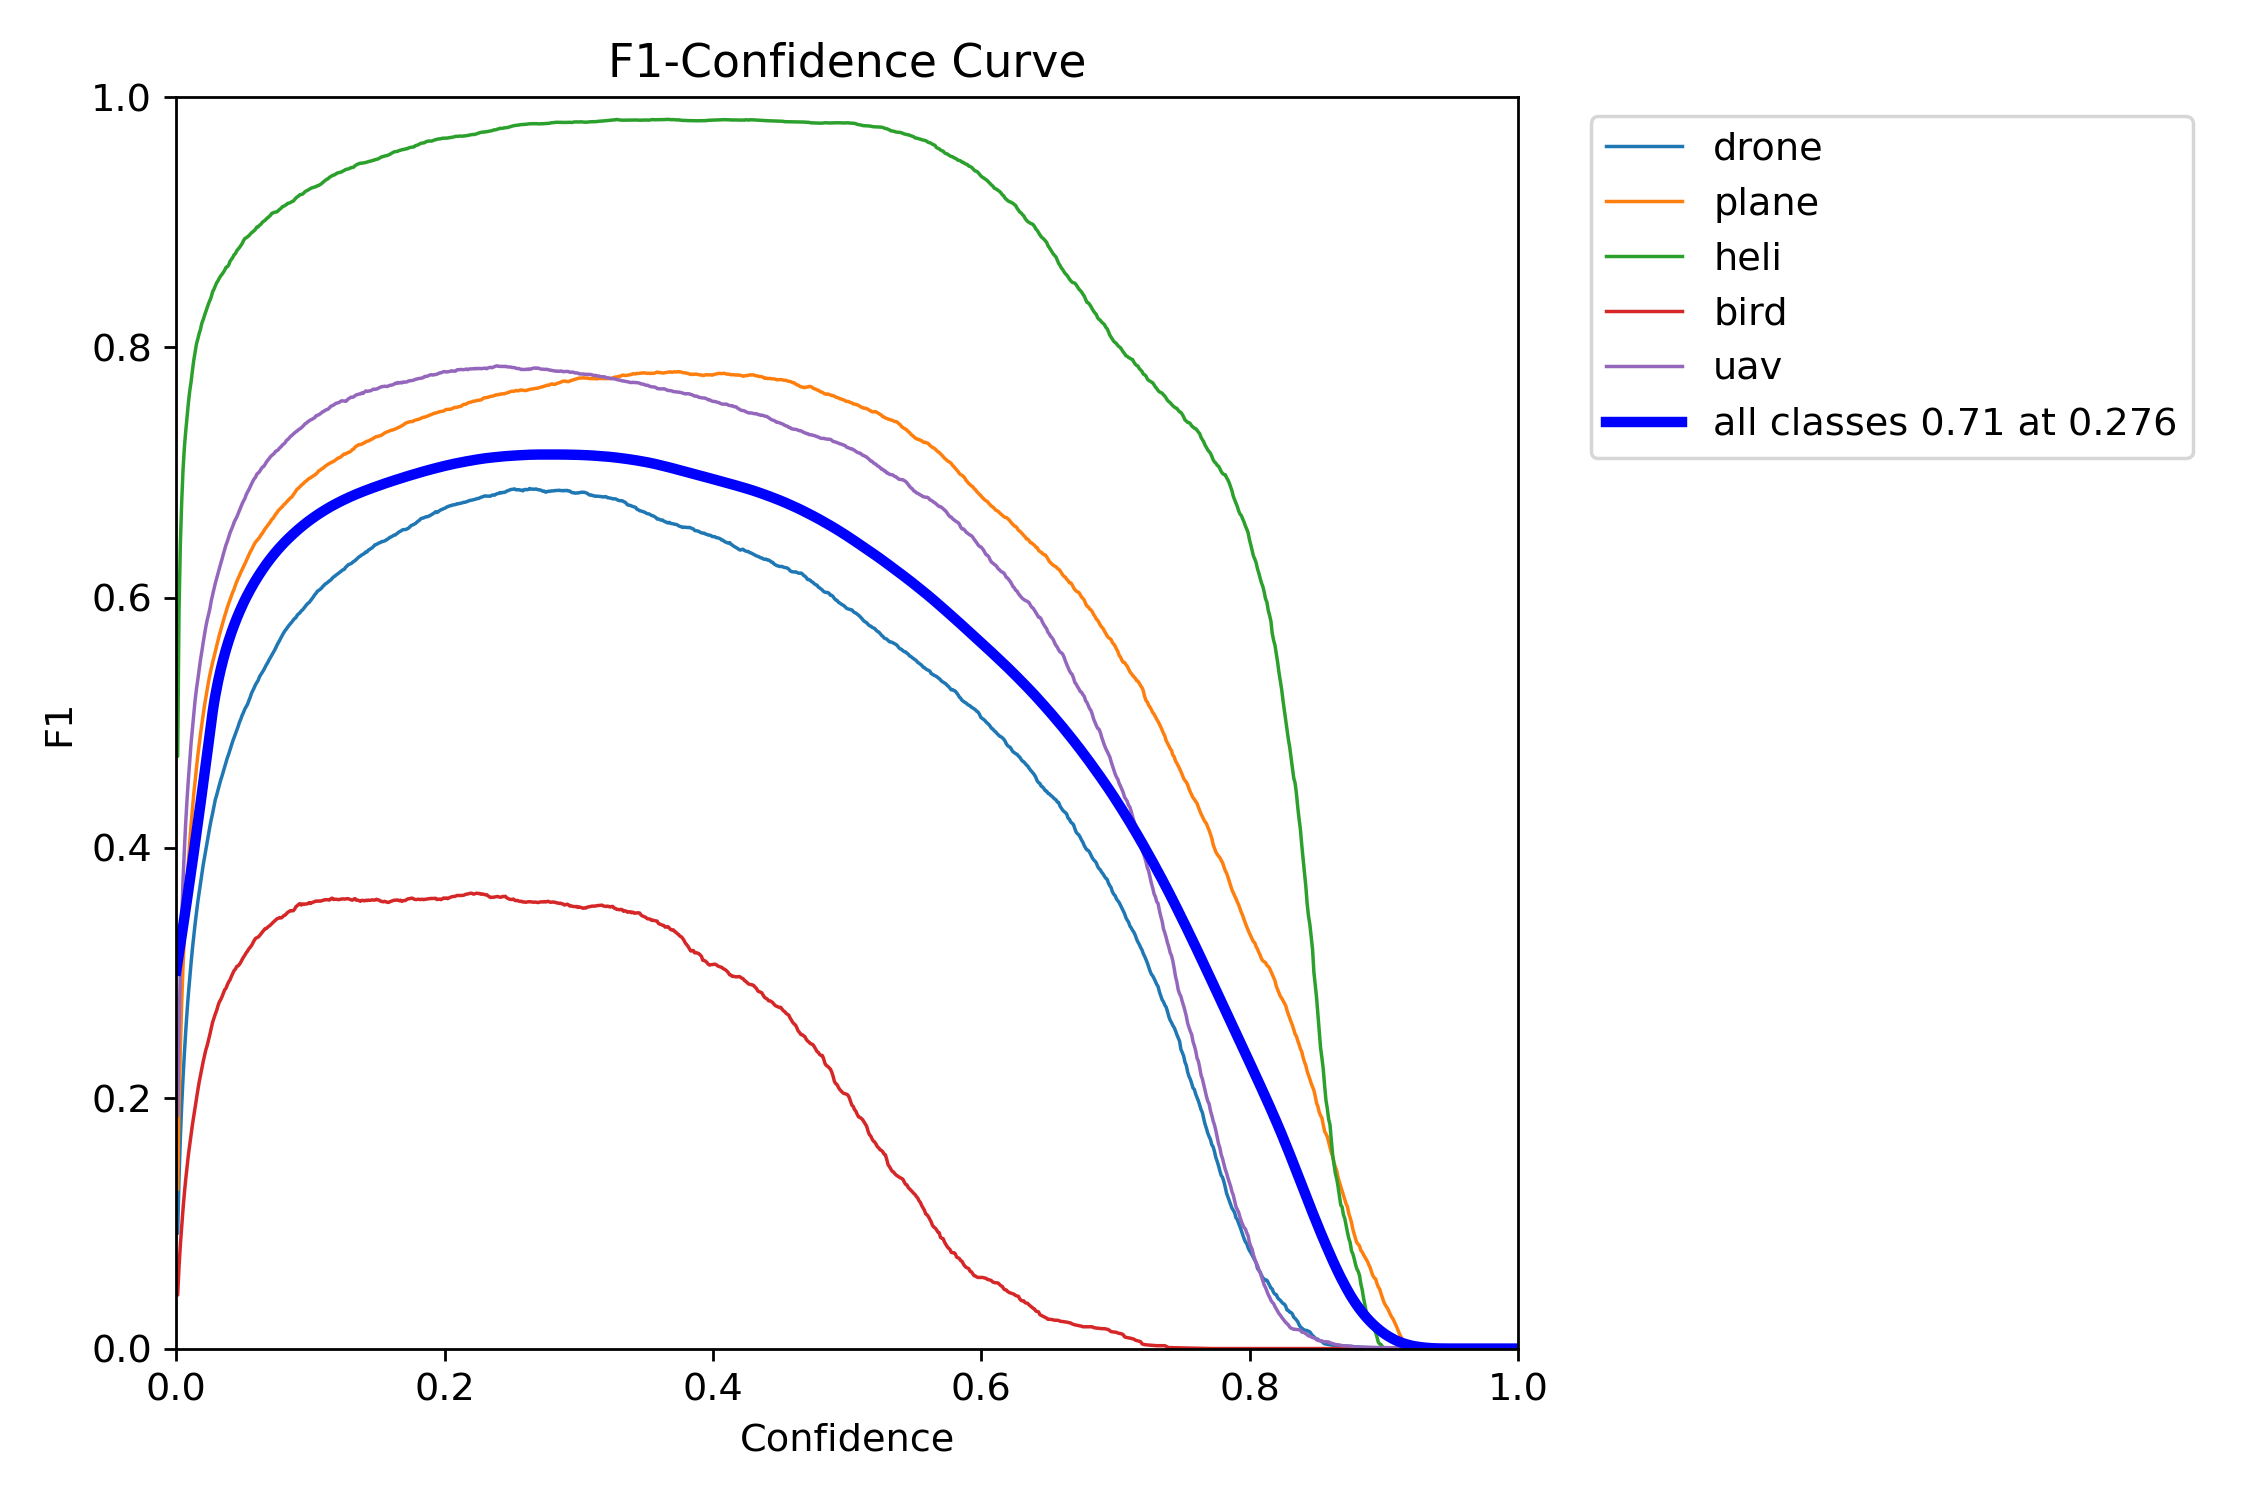 F1-Confidence Curve
F1
1.0
0.8
0.6
0.4
0.2
0.0
0.0 0.2 0.4 0.6 0.8 1.0
Confidence
drone
plane
heli
bird
uav
all classes 0.71 at 0.276